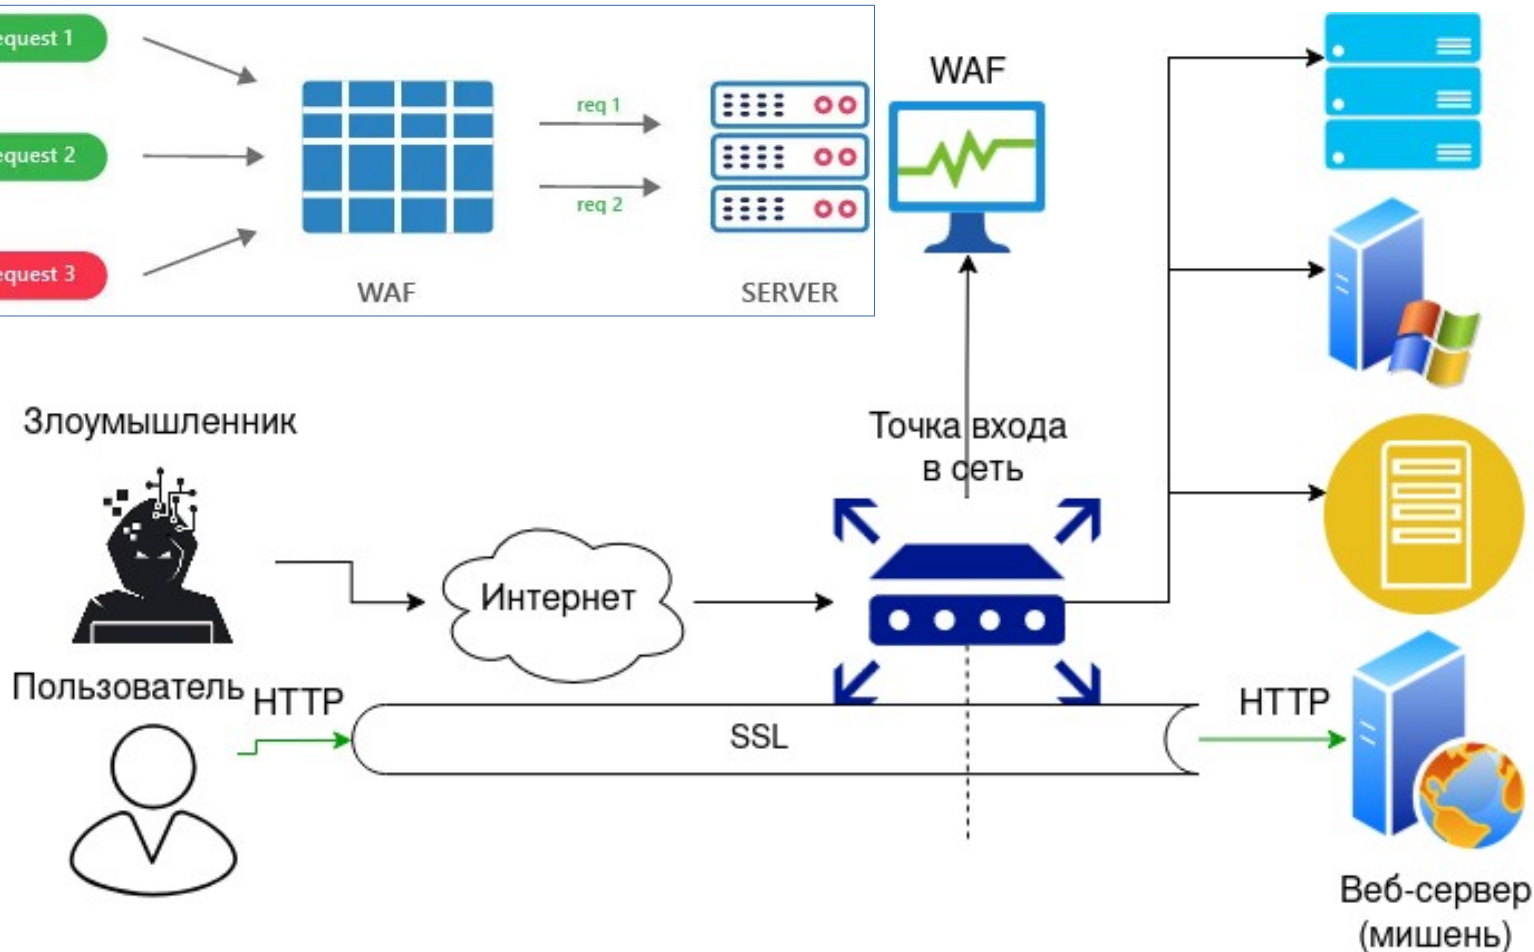 equest 1
equest 2
equest 3
req 1
req 2
WAF
SERVER
WAF
Злоумышленник
Точка входа
в сеть
Интернет
Пользователь
HTTP
SSL
HTTP
Веб-сервер
(мишень)